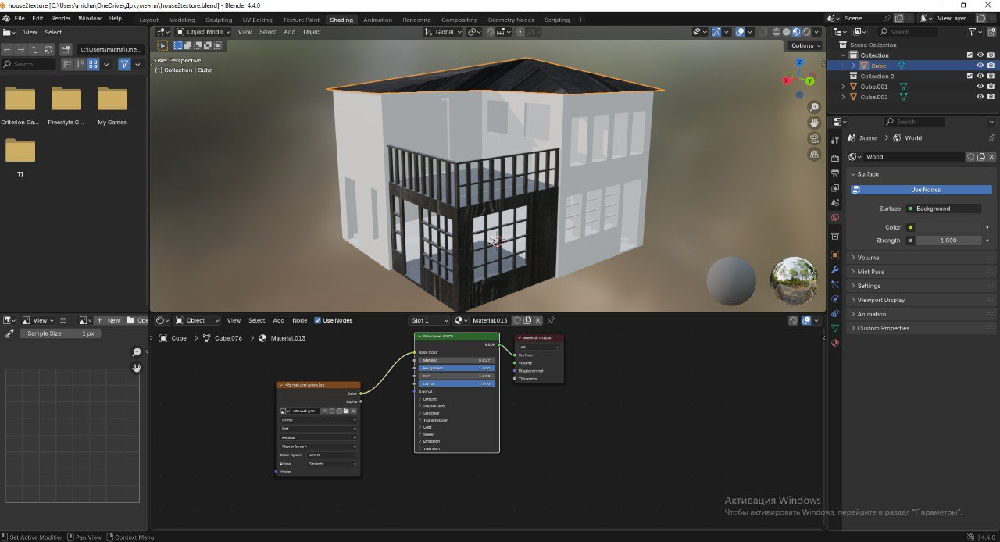 house2texture [C:\Users\micha\OneDrive\Документы\house2texture.blend] - Blender 4.4.0
File Edit Render Window Help Layout Modeling Sculpting UV Editing Texture Paint Shading Animation Rendering Compositing Geometry Nodes Scripting + Scene ViewLayer
View Select
Object Mode View Select Add Object Global
Search
C:\Users\micha\One...
Search
Options
User Perspective
(1) Collection | Cube
Criterion Ga... Freestyle G... My Games
TI
X Y Z
Scene Collection
Collection
Cube
Collection 2
Cube.001
Cube.002
Search
Scene > World
World
Surface
Use Nodes
Surface Background
Color
Strength 1.000
Volume
Mist Pass
Settings
Viewport Display
Animation
Custom Properties
View + New Ope
Sample Size 1 px
Object View Select Add Node Use Nodes Slot 1 Material.013
Cube > Cube.076 > Material.013
Principled BSDF
BSDF
Base Color
Metallic 0.027
Roughness 1.000
IOR 1.200
Alpha 1.000
Normal
Diffuse
Subsurface
Specular
Transmission
Coat
Sheen
Emission
Thin Film
Material Output
All
Surface
Volume
Displacement
Thickness
чёрный для дома.jpg
Color
Alpha
чёрный для ... 2
Linear
Flat
Repeat
Single Image
Color Space sRGB
Alpha Straight
Vector
Активация Windows
Чтобы активировать Windows, перейдите в раздел "Параметры".
Set Active Modifier Pan View Context Menu 4.4.0